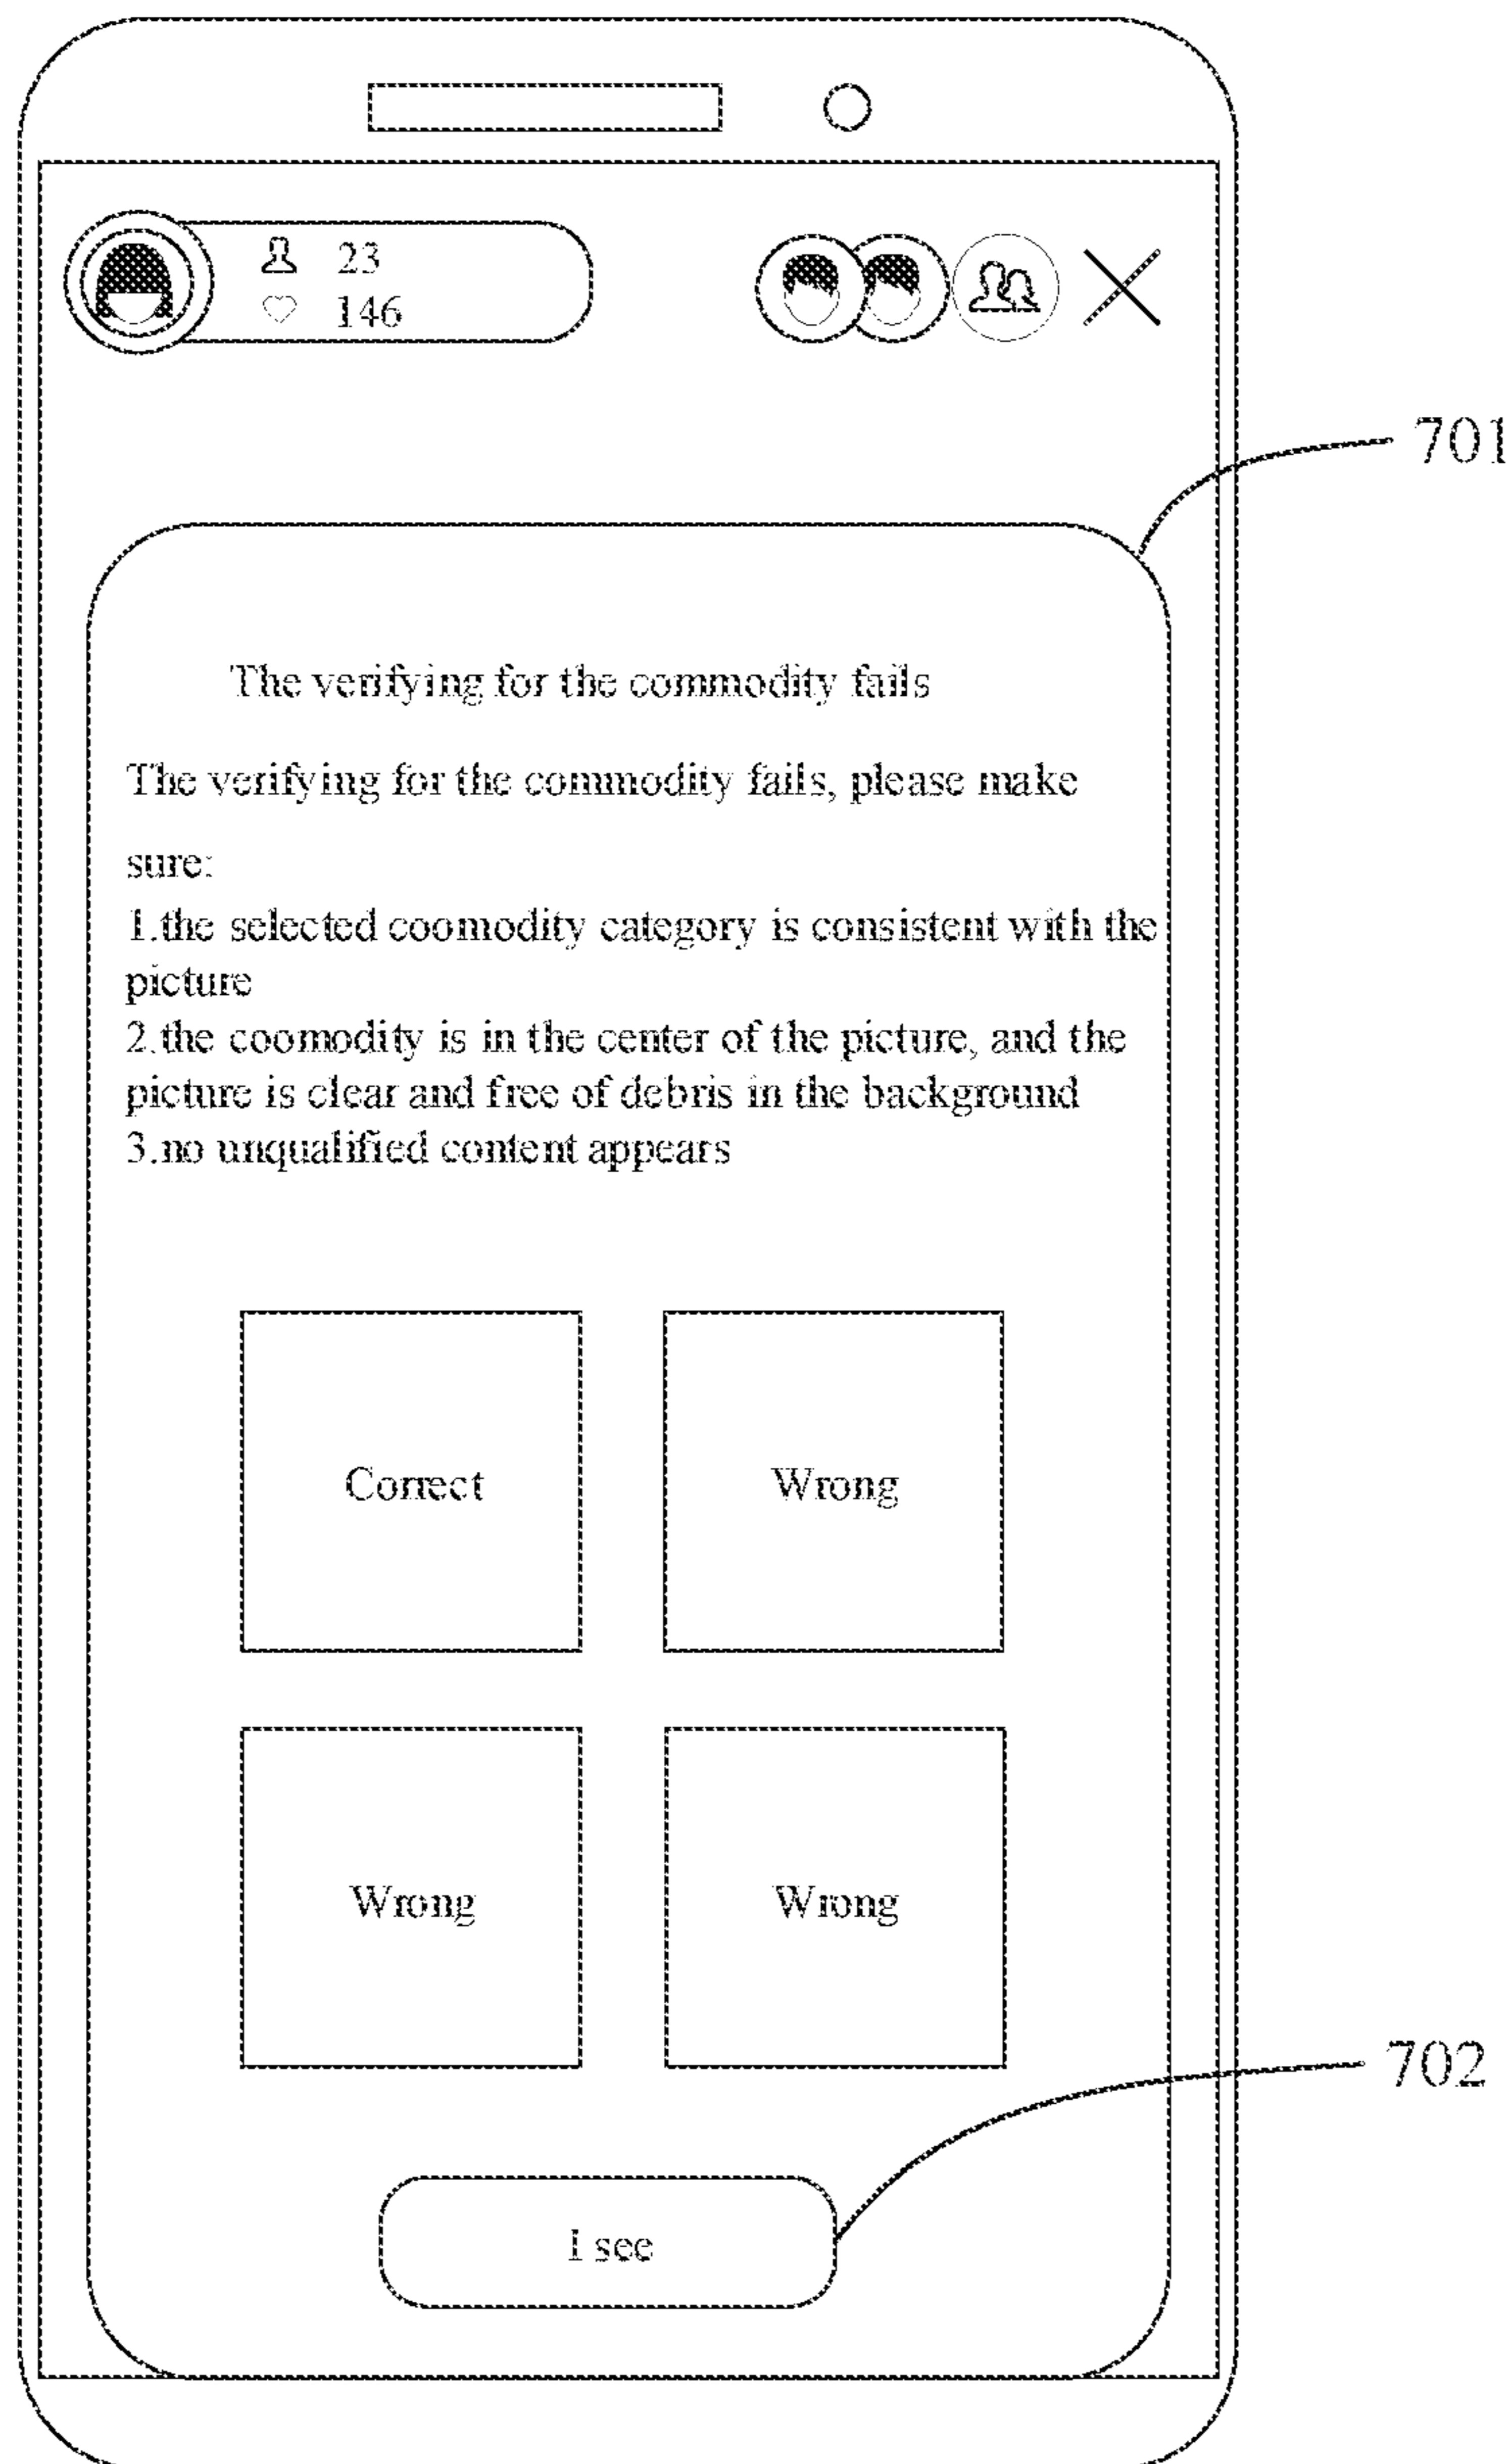 23
146
701
The verifying for the commodity fails
The verifying for the commodity fails, please make
sure:
1.the selected coomodity category is consistent with the
picture
2.the coomodity is in the center of the picture, and the
picture is clear and free of debris in the background
3.no unqualified content appears
Correct
Wrong
Wrong
Wrong
702
I see